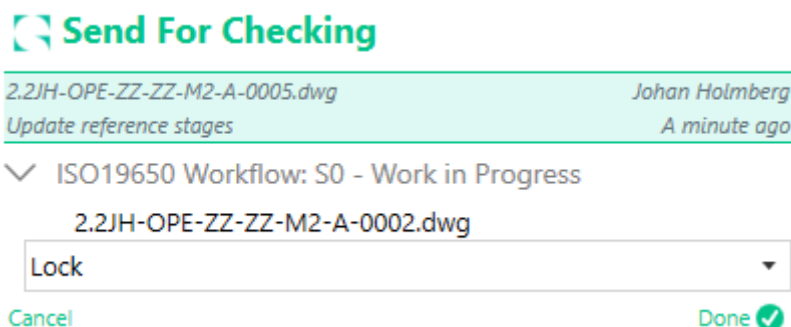 Send For Checking
2.2JH-OPE-ZZ-ZZ-M2-A-0005.dwg Johan Holmberg
Update reference stages A minute ago
ISO19650 Workflow: S0 - Work in Progress
2.2JH-OPE-ZZ-ZZ-M2-A-0002.dwg
Lock
Cancel Done